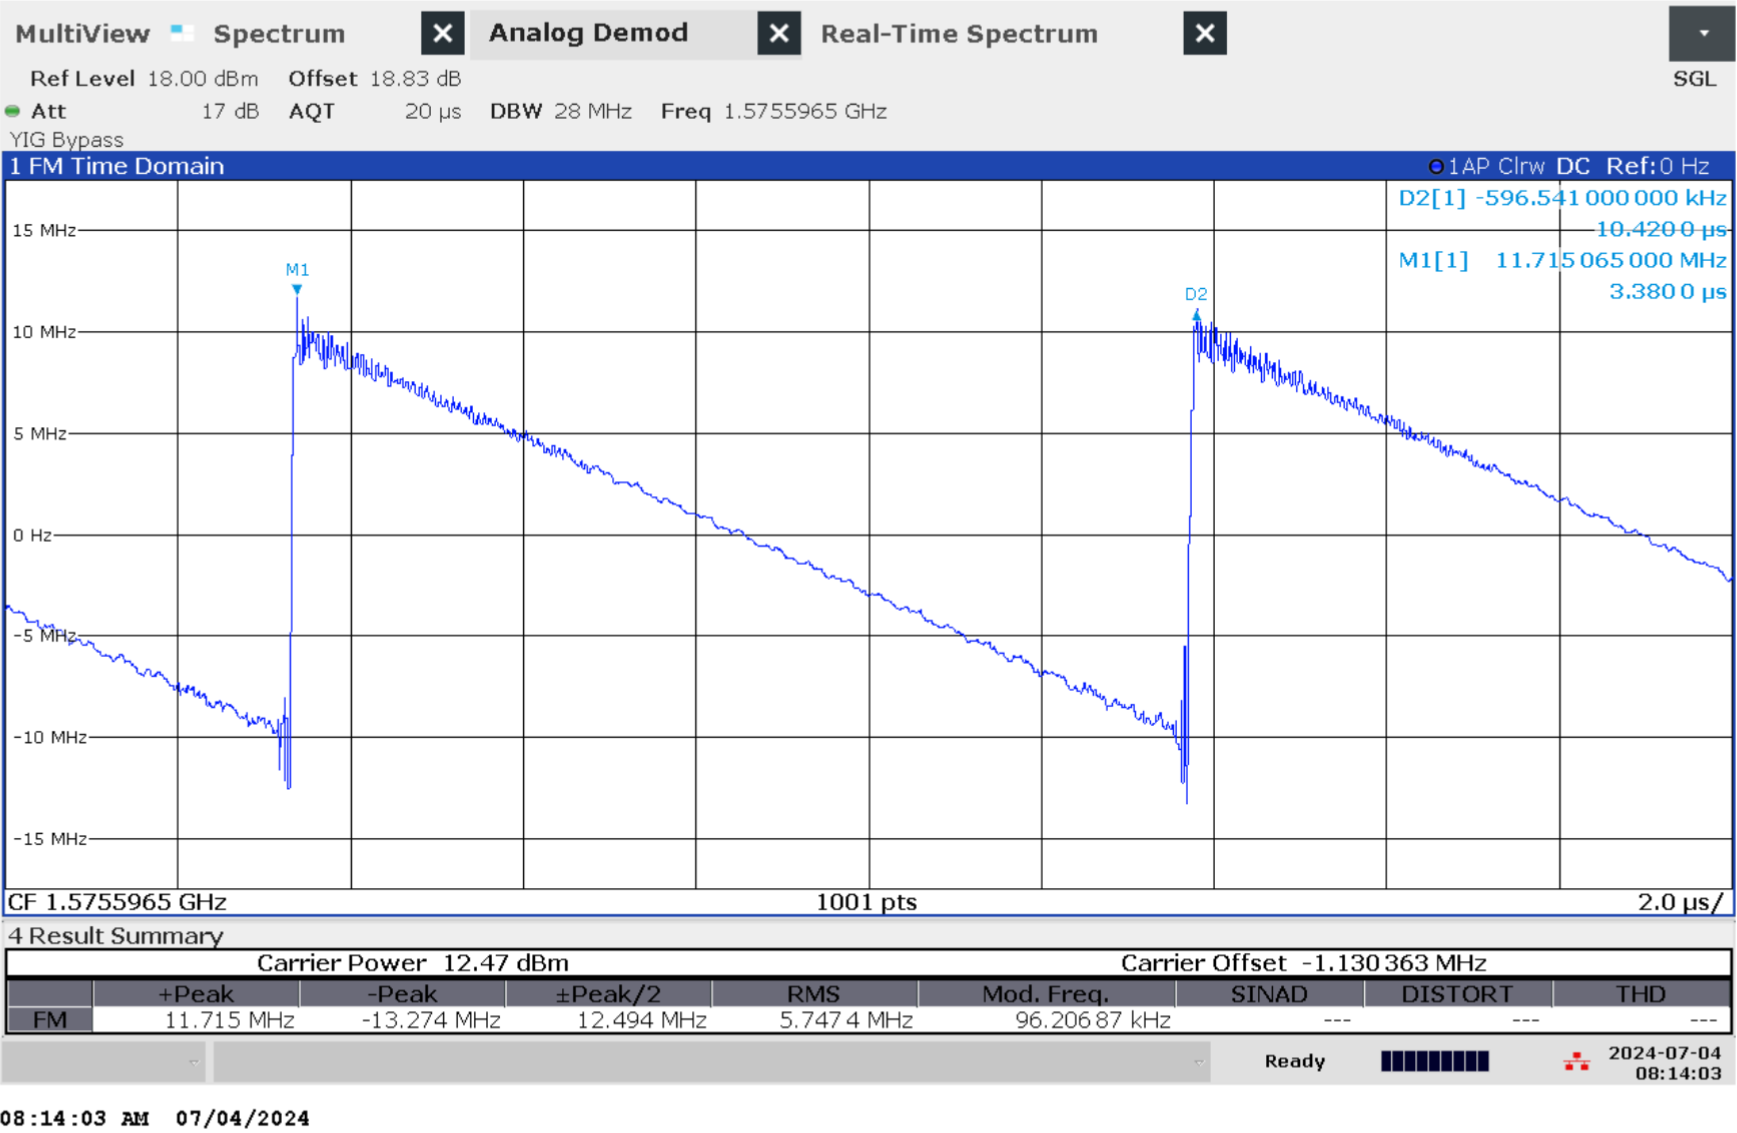 MultiView Spectrum Analog Demod Real-Time Spectrum
Ref Level 18.00 dBm Offset 18.83 dB SGL
Att 17 dB AQT 20 µs DBW 28 MHz Freq 1.5755965 GHz
YIG Bypass
1 FM Time Domain 1AP Clrw DC Ref:0 Hz
D2[1] -596.541 000 000 kHz
10.420 0 µs
M1[1] 11.715 065 000 MHz
3.380 0 µs
15 MHz
M1
D2
10 MHz
5 MHz
0 Hz
-5 MHz
-10 MHz
-15 MHz
CF 1.5755965 GHz 1001 pts 2.0 µs/
4 Result Summary
Carrier Power 12.47 dBm Carrier Offset -1.130 363 MHz
+Peak -Peak ±Peak/2 RMS Mod. Freq. SINAD DISTORT THD
FM 11.715 MHz -13.274 MHz 12.494 MHz 5.747 4 MHz 96.206 87 kHz --- --- ---
Ready 2024-07-04
08:14:03
08:14:03 AM 07/04/2024